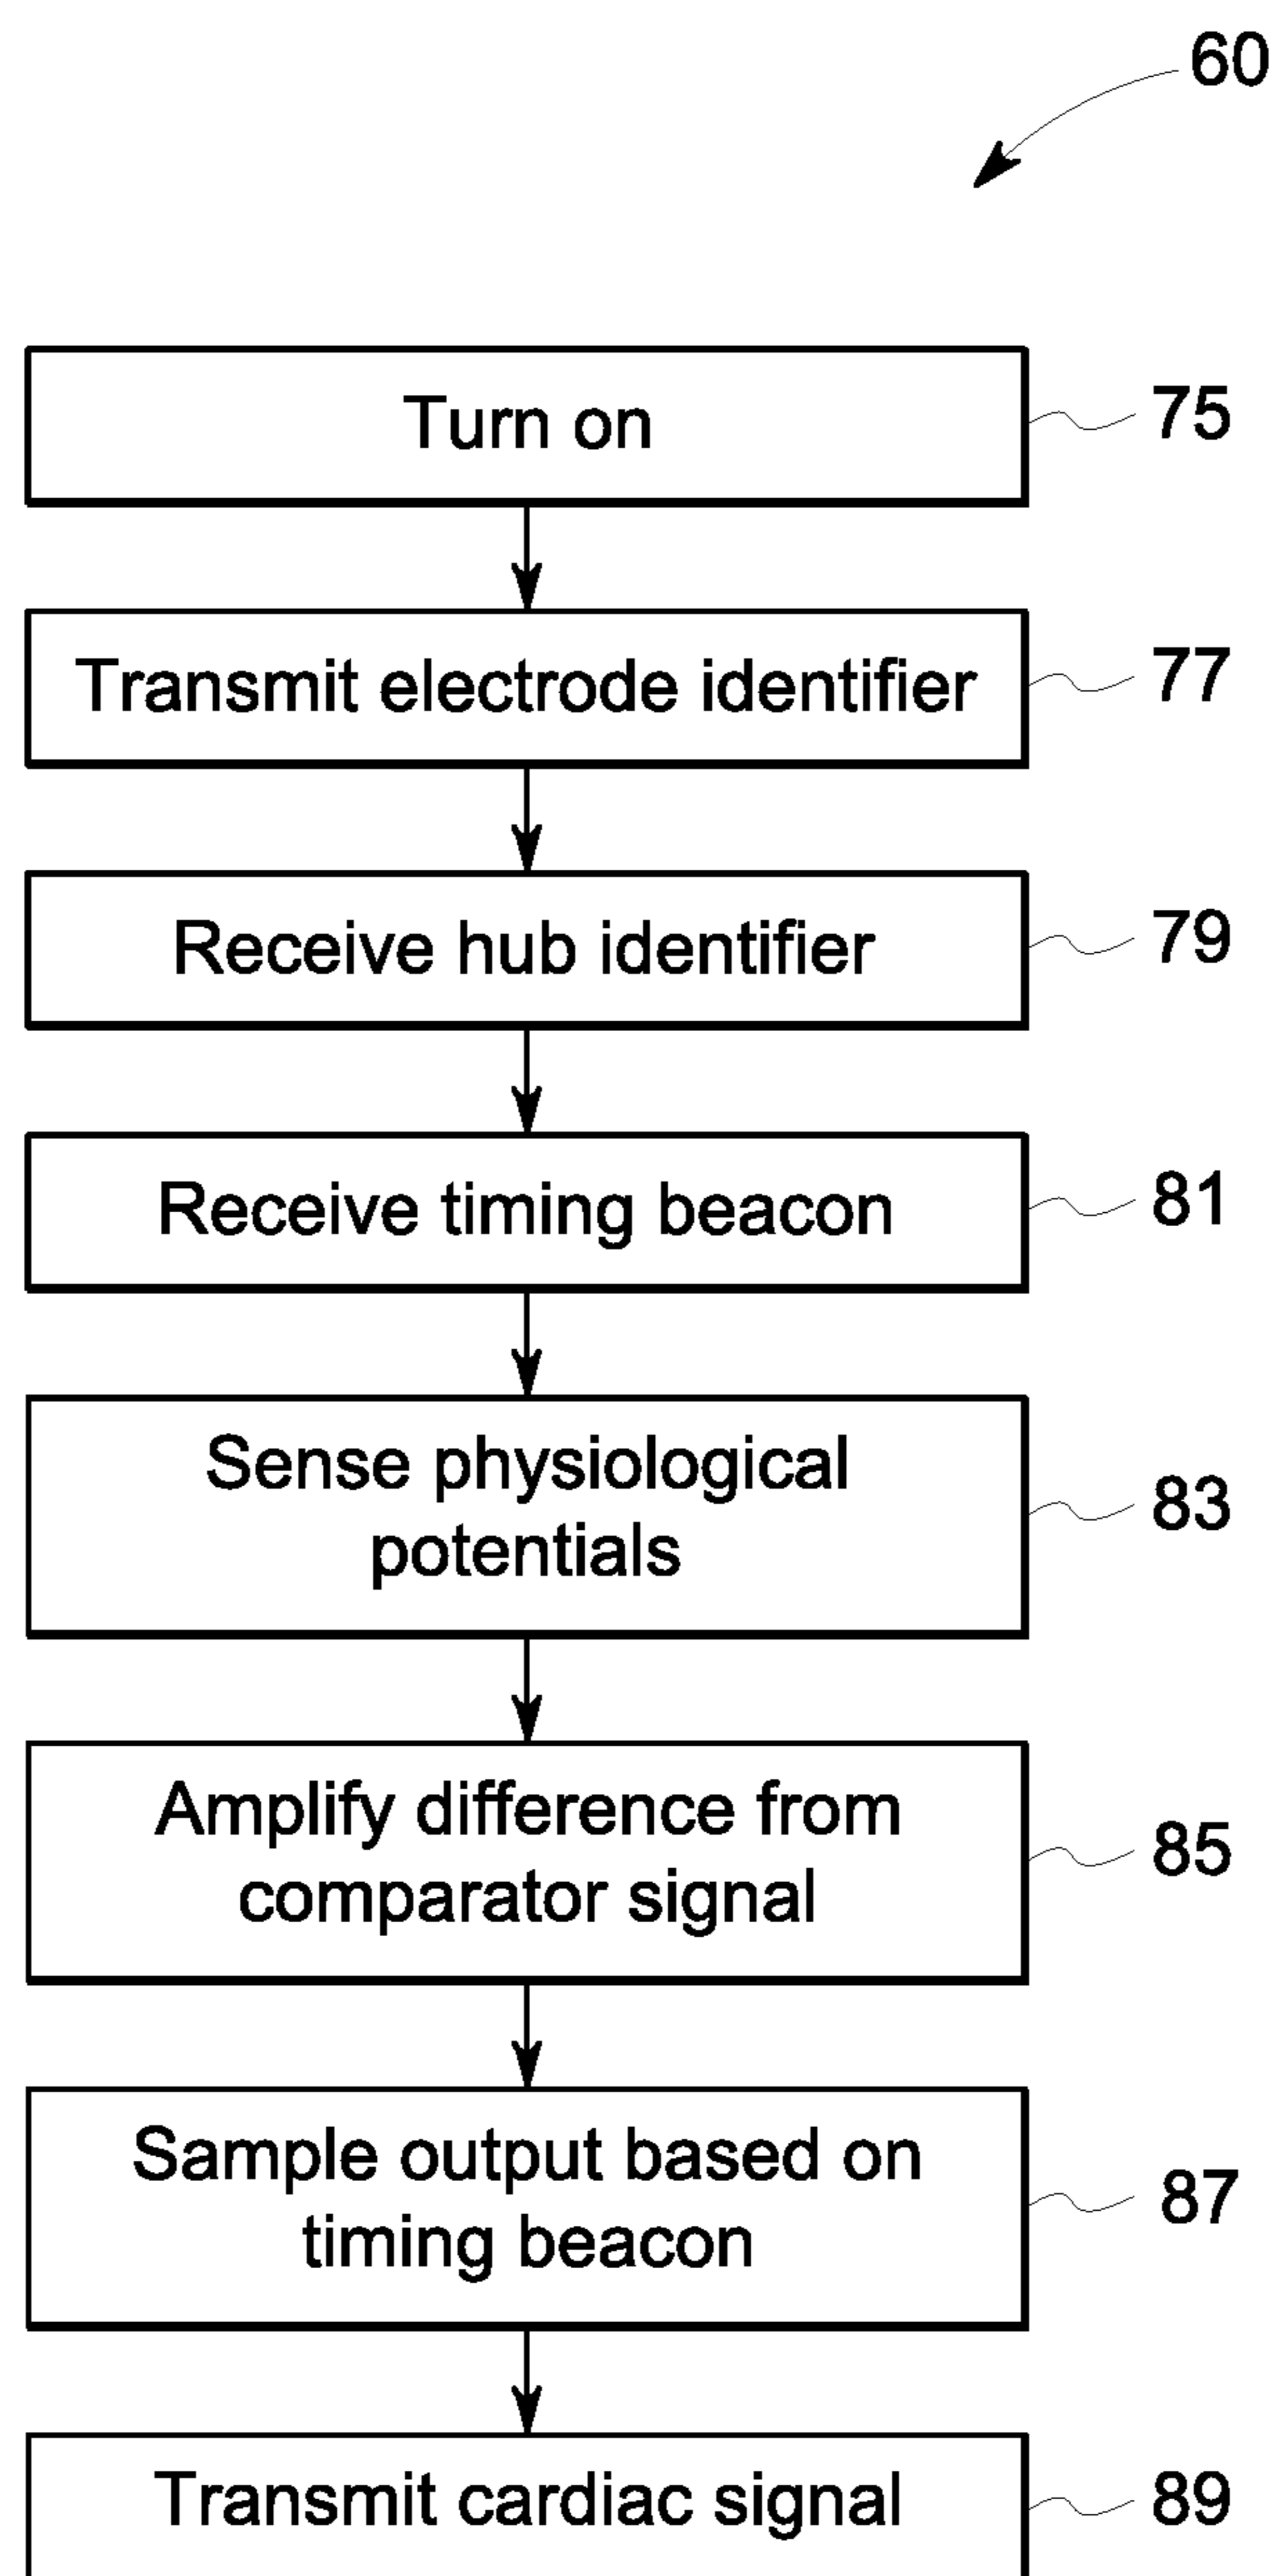 60
Turn on
75
Transmit electrode identifier
77
Receive hub identifier
79
Receive timing beacon
81
Sense physiological
potentials
83
Amplify difference from
comparator signal
85
Sample output based on
timing beacon
87
Transmit cardiac signal
89